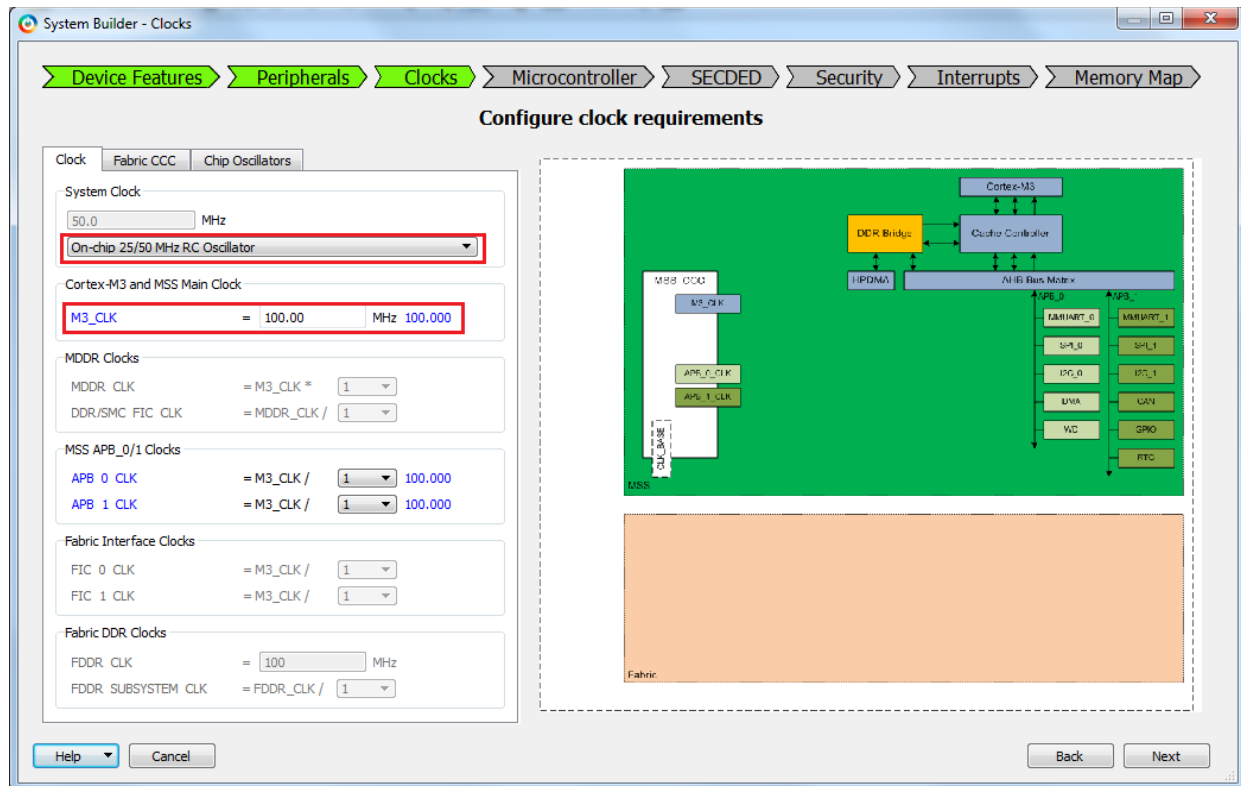 System Builder - Clocks
Device Features Peripherals Clocks Microcontroller SECDED Security Interrupts Memory Map
Configure clock requirements
Clock Fabric CCC Chip Oscillators
System Clock
50.0 MHz
On-chip 25/50 MHz RC Oscillator
Cortex-M3 and MSS Main Clock
M3_CLK = 100.00 MHz 100.000
MDDR Clocks
MDDR CLK = M3_CLK * 1
DDR/SMC FIC CLK = MDDR_CLK / 1
MSS APB_0/1 Clocks
APB 0 CLK = M3_CLK / 1 100.000
APB 1 CLK = M3_CLK / 1 100.000
Fabric Interface Clocks
FIC 0 CLK = M3_CLK / 1
FIC 1 CLK = M3_CLK / 1
Fabric DDR Clocks
FDDR CLK = 100 MHz
FDDR SUBSYSTEM CLK = FDDR_CLK / 1
Cortex-M3
DDR Bridge Cache Controller
MSS CCC HPDMA AHB Bus Matrix
M3_CLK APB_0 APB_1
MMUART_0 MMUART_1
SPI_0 SPI_1
APB_0_CLK I2C_0 I2C_1
APB_1_CLK DMA CAN
WD GPIO
CLK_BASE RTC
MSS
Fabric
Help Cancel Back Next